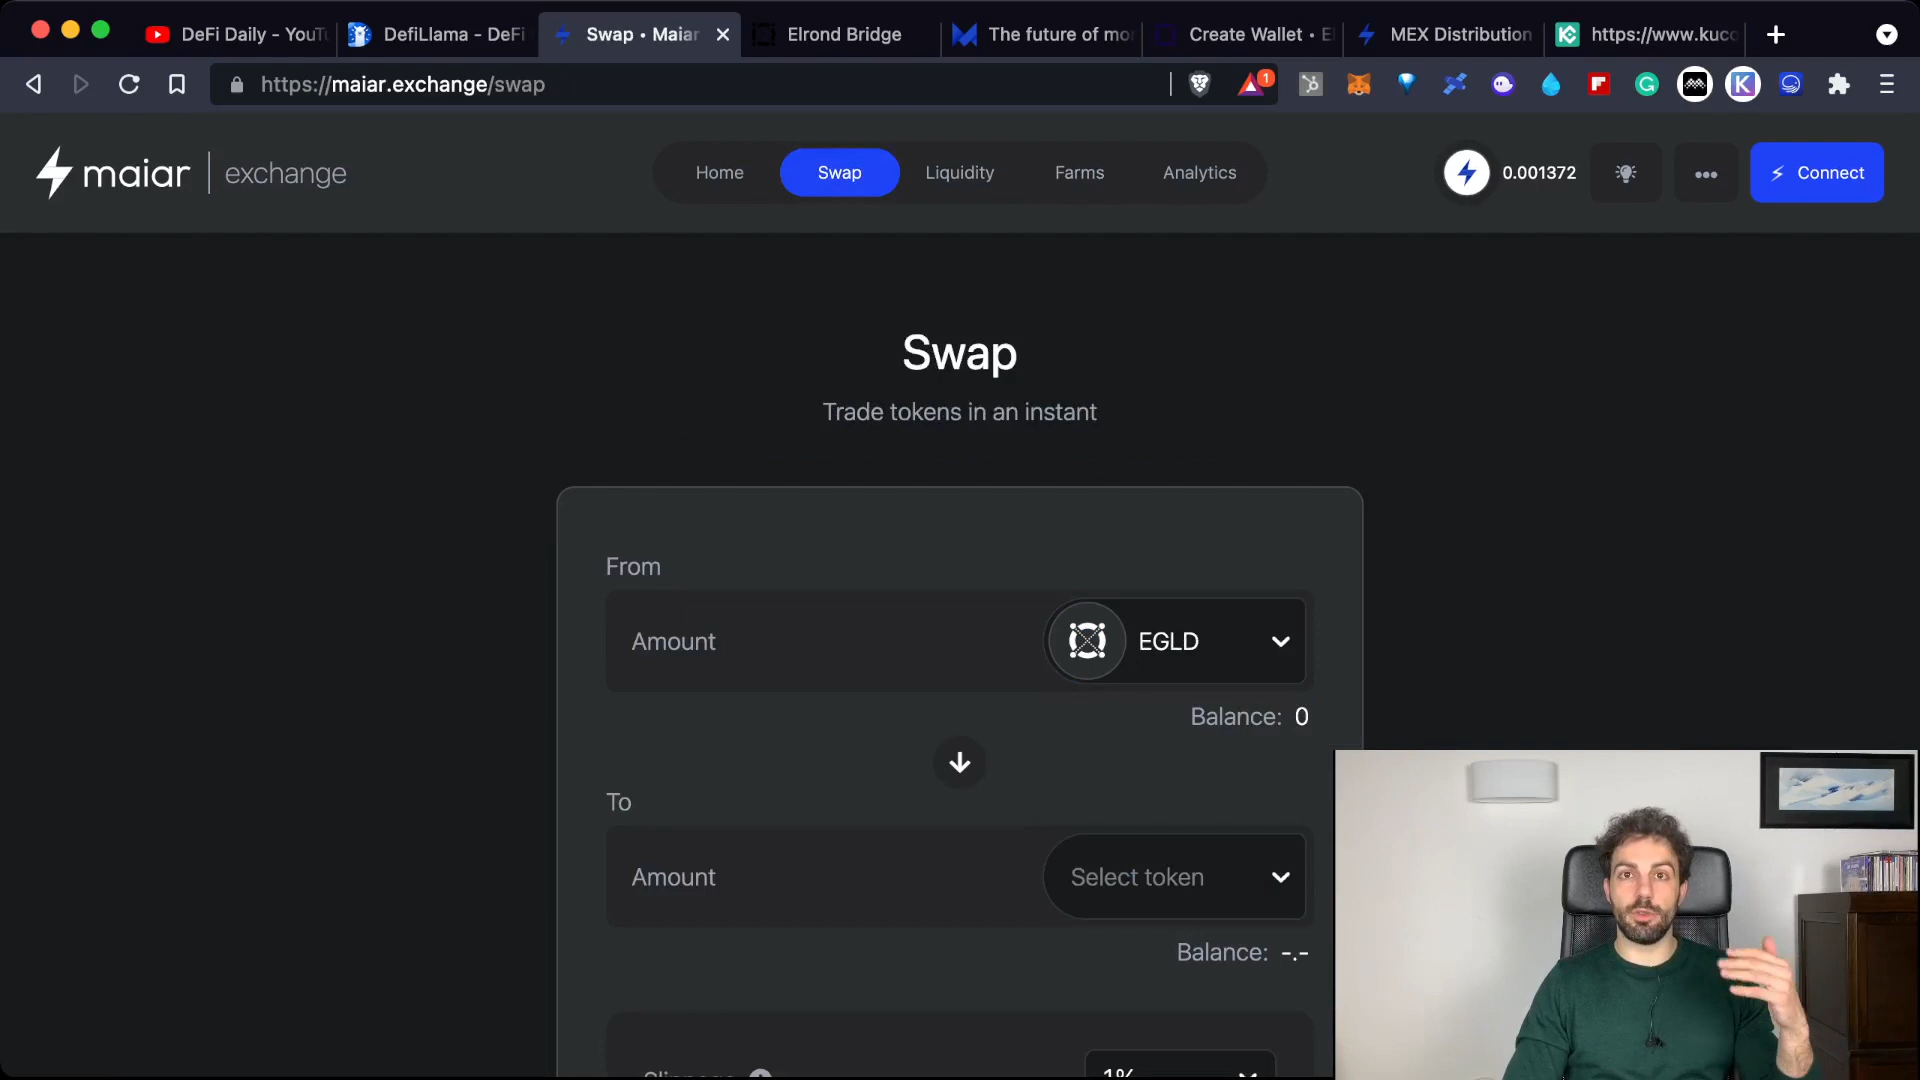 DeFi Daily - YouTu
DefiLlama - DeFi
Swap • Maiar
Elrond Bridge
The future of mo
Create Wallet • E
MEX Distribution
https://www.kuco
https://maiar.exchange/swap
1
maiar | exchange
Home
Swap
Liquidity
Farms
Analytics
0.001372
Connect
Swap
Trade tokens in an instant
From
Amount
EGLD
Balance: 0
To
Amount
Select token
Balance: -.-
Slippage
1%